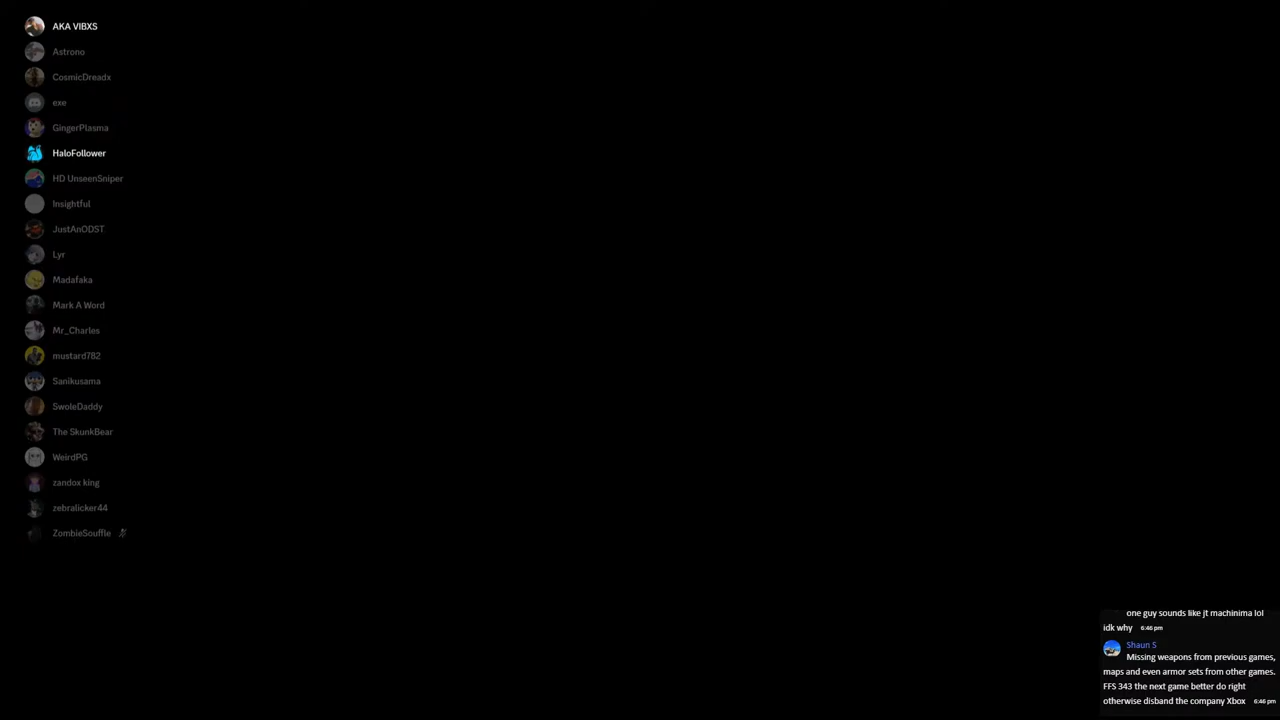 AKA VIBXS
Astrono
CosmicDreadx
exe
GingerPlasma
HaloFollower
HD UnseenSniper
Insightful
JustAnODST
Lyr
Madafaka
Mark A Word
Mr_Charles
mustard782
Sanikusama
SwoleDaddy
The SkunkBear
WeirdPG
zandox king
zebralicker44
ZombieSouffle
one guy sounds like jt machinima lol
idk why 6:46 pm
Shaun S
Missing weapons from previous games,
maps and even armor sets from other games.
FFS 343 the next game better do right
otherwise disband the company Xbox 6:46 pm